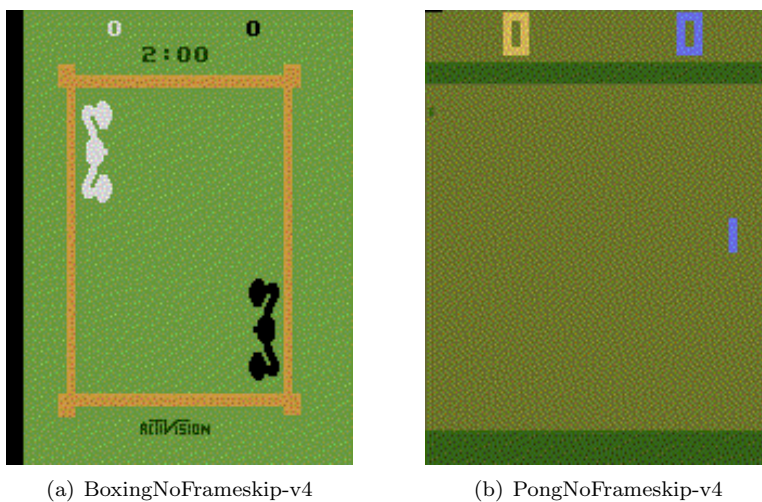 0 0
2:00
ACTIVISION
(a) BoxingNoFrameskip-v4
0 0
(b) PongNoFrameskip-v4